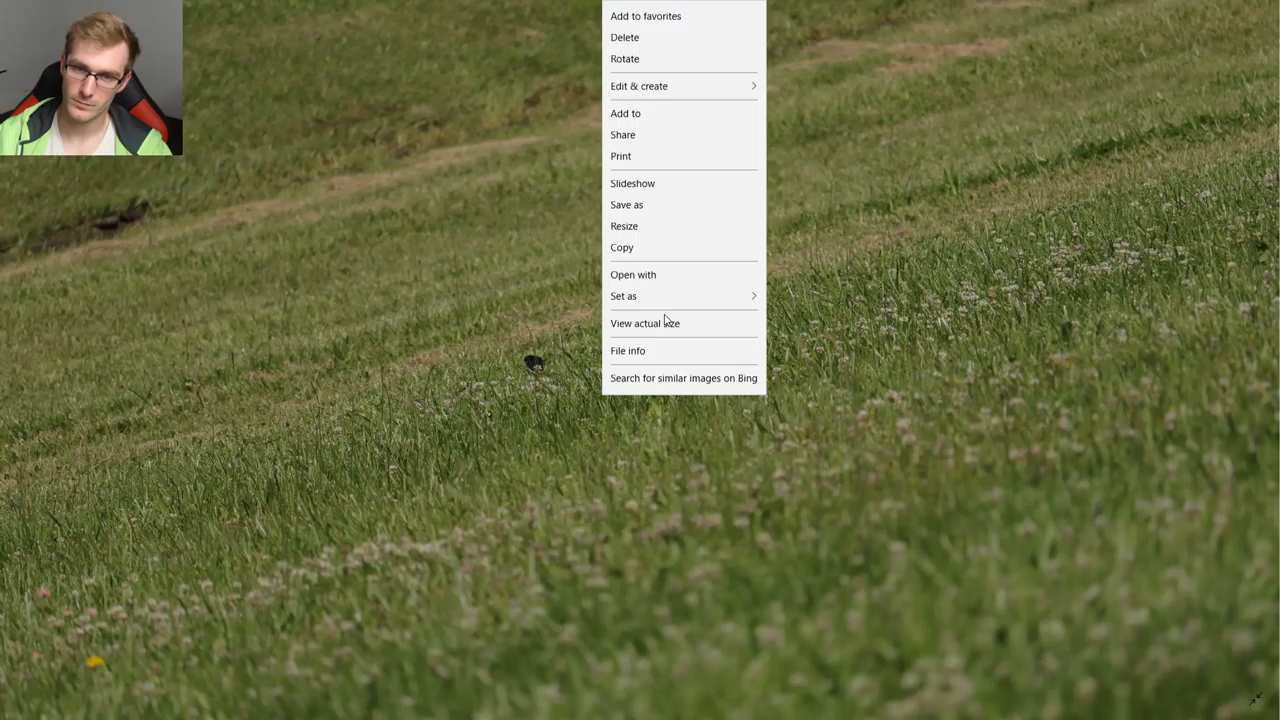 Add to favorites
Delete
Rotate
Edit & create
Add to
Share
Print
Slideshow
Save as
Resize
Copy
Open with
Set as
View actual size
File info
Search for similar images on Bing